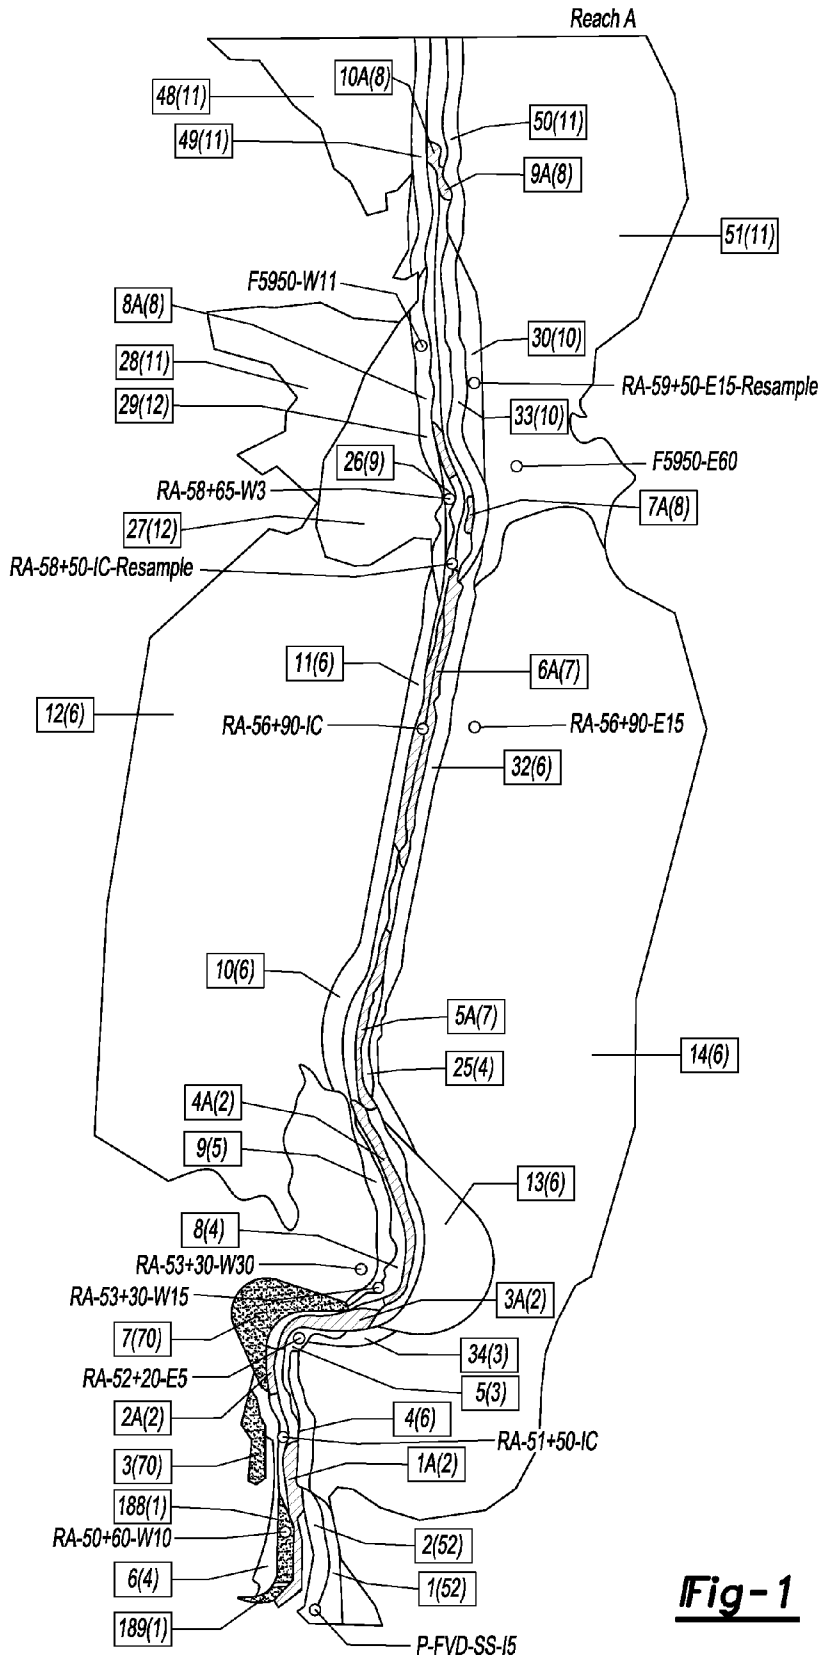 Reach A
10A(8)
48(11)
50(11)
49(11)
9A(8)
51(11)
F5950-W11
8A(8)
30(10)
28(11)
RA-59+50-E15-Resample
29(12)
33(10)
26(9)
F5950-E60
RA-58+65-W3
7A(8)
27(12)
RA-58+50-IC-Resample
11(6)
6A(7)
12(6)
RA-56+90-IC
RA-56+90-E15
32(6)
10(6)
5A(7)
14(6)
25(4)
4A(2)
9(5)
13(6)
8(4)
RA-53+30-W30
RA-53+30-W15
3A(2)
7(70)
34(3)
RA-52+20-E5
5(3)
2A(2)
4(6)
RA-51+50-IC
3(70)
1A(2)
188(1)
RA-50+60-W10
2(52)
6(4)
1(52)
Fig-1
189(1)
P-FVD-SS-I5